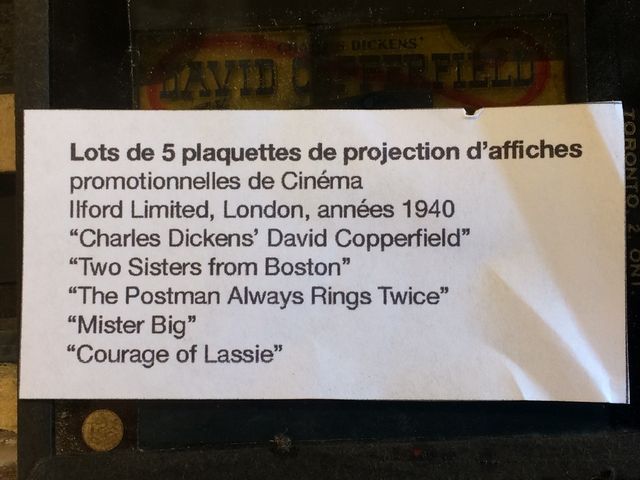 CHARLES DICKENS'
DAVID COPPERFIELD
Lots de 5 plaquettes de projection d'affiches
promotionnelles de Cinéma
Ilford Limited, London, années 1940
“Charles Dickens’ David Copperfield”
“Two Sisters from Boston”
“The Postman Always Rings Twice”
“Mister Big”
“Courage of Lassie”
TORONTO, 2, ONT.